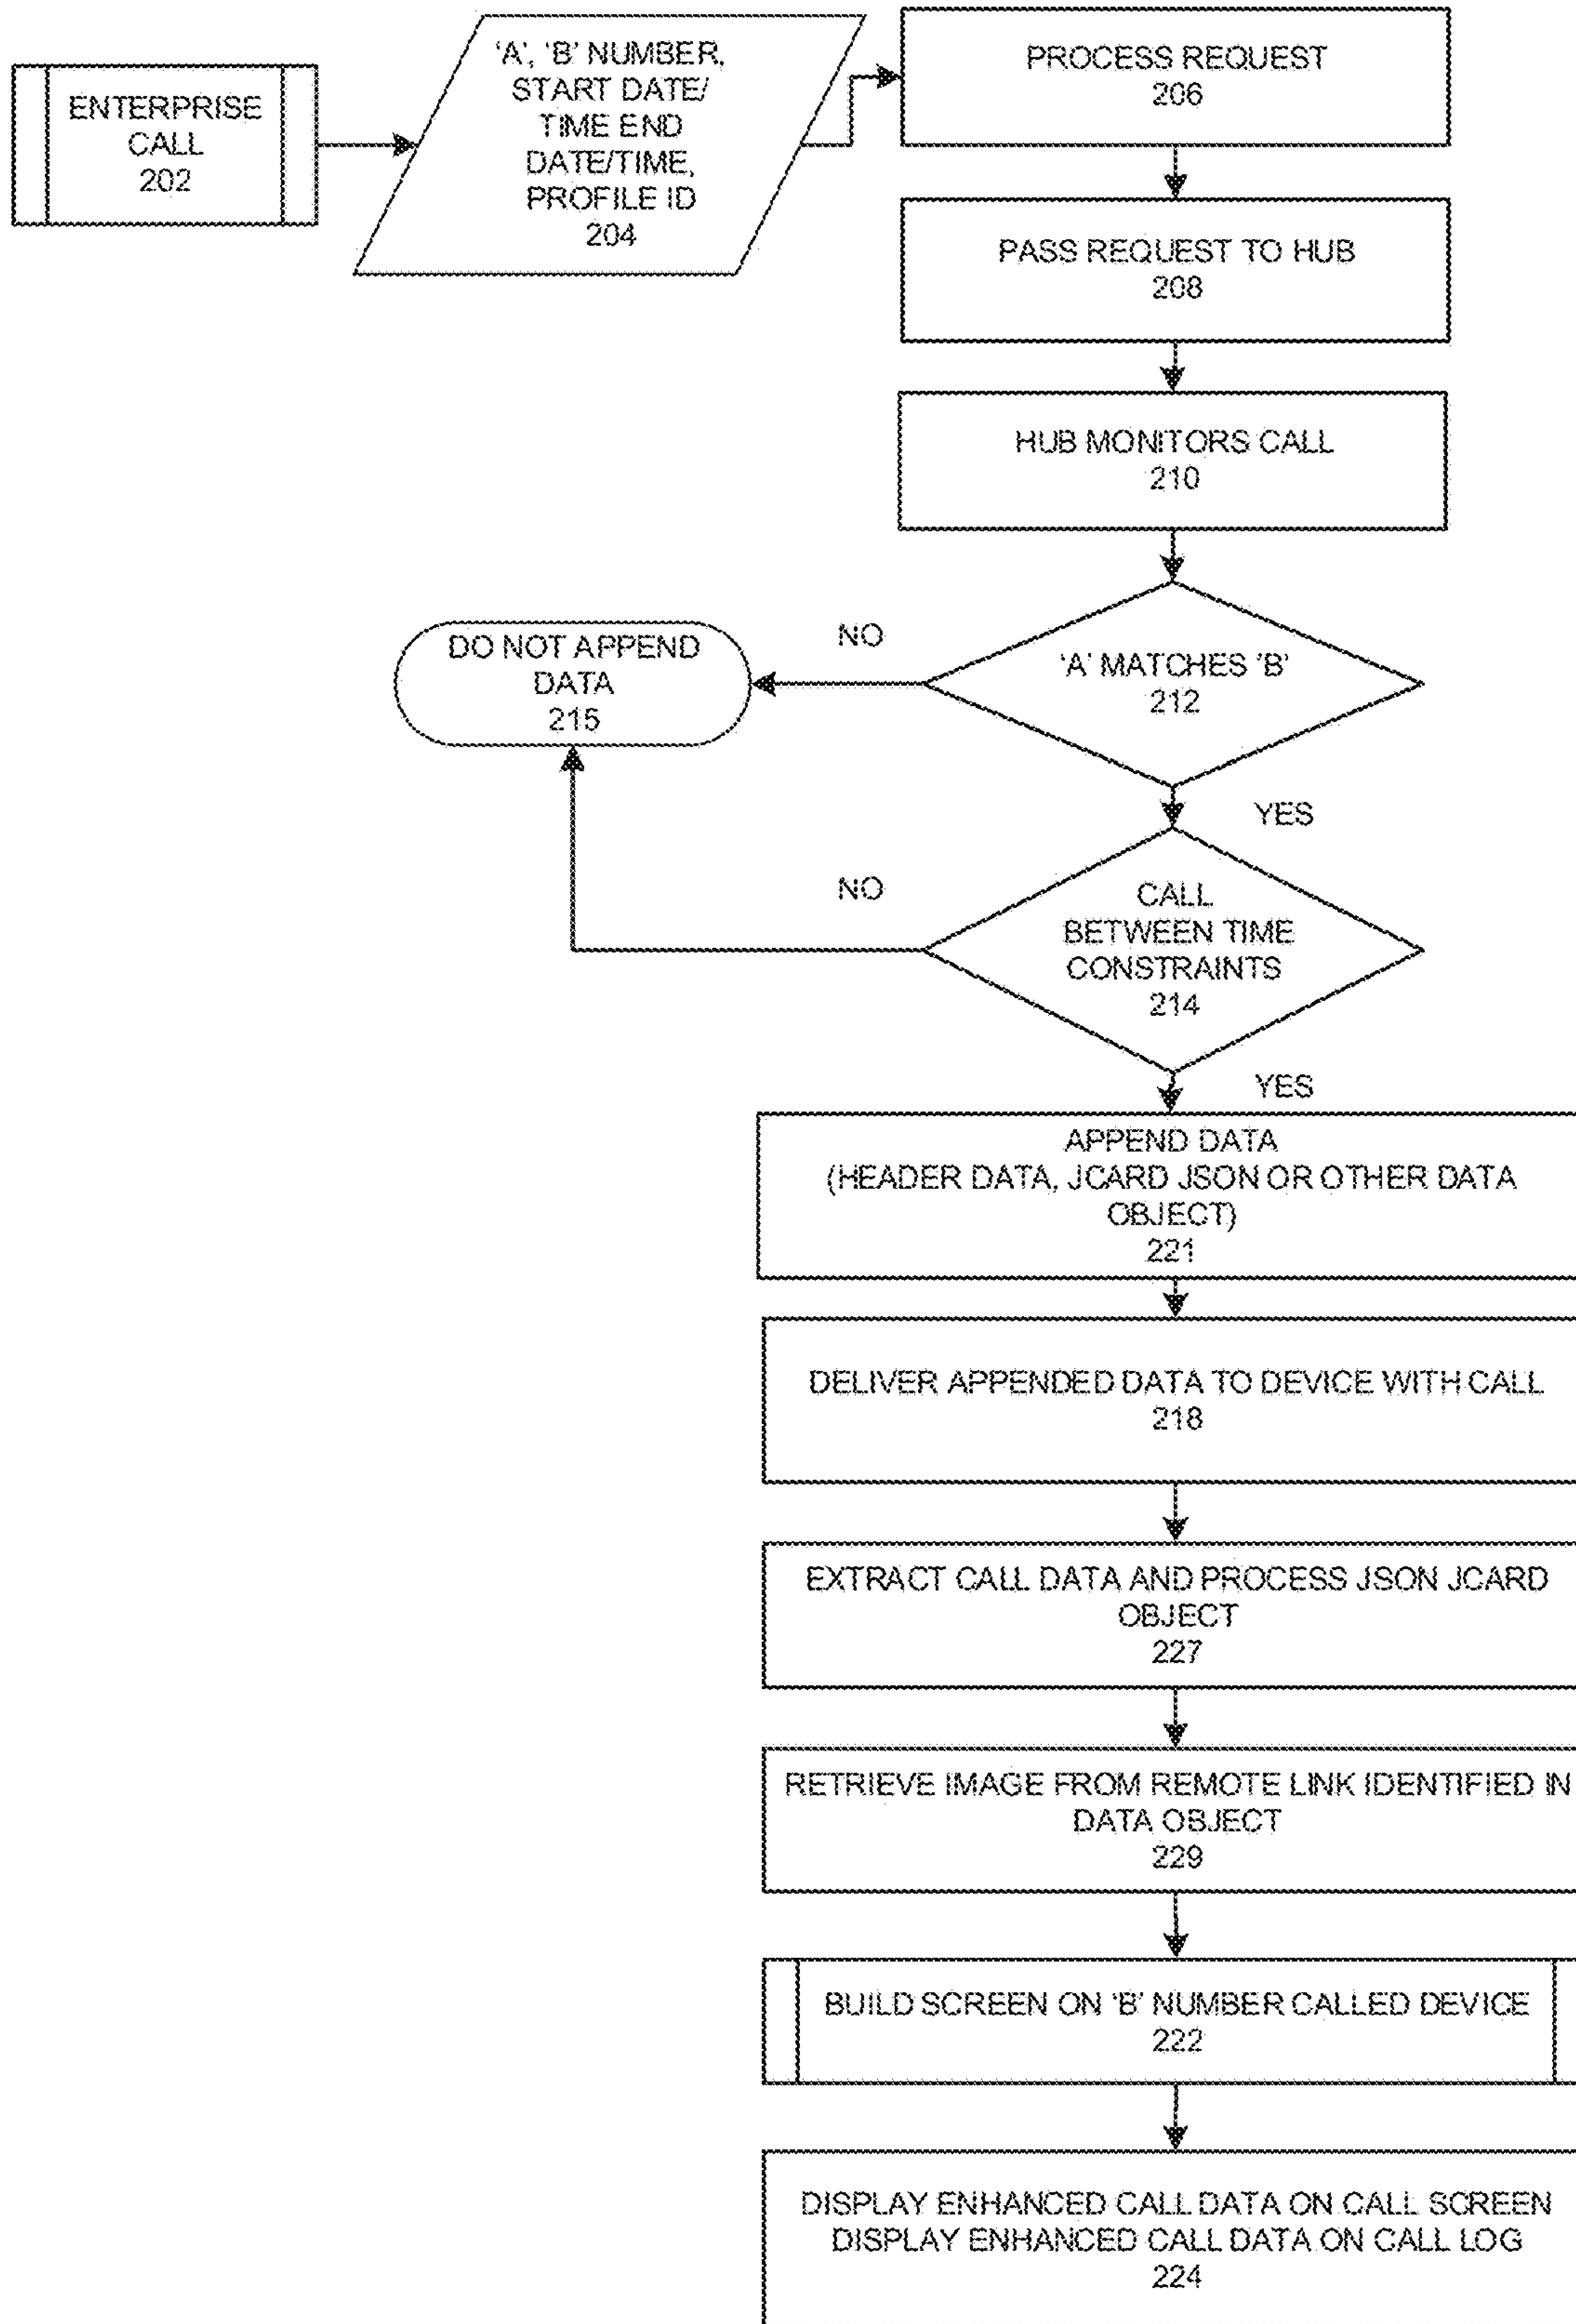 ENTERPRISE
CALL
202
‘A’, ‘B’ NUMBER,
START DATE/
TIME END
DATE/TIME,
PROFILE ID
204
PROCESS REQUEST
206
PASS REQUEST TO HUB
208
HUB MONITORS CALL
210
‘A’ MATCHES ‘B’
212
NO
DO NOT APPEND
DATA
215
YES
CALL
BETWEEN TIME
CONSTRAINTS
214
NO
YES
APPEND DATA
(HEADER DATA, JCARD JSON OR OTHER DATA
OBJECT)
221
DELIVER APPENDED DATA TO DEVICE WITH CALL
218
EXTRACT CALL DATA AND PROCESS JSON JCARD
OBJECT
227
RETRIEVE IMAGE FROM REMOTE LINK IDENTIFIED IN
DATA OBJECT
229
BUILD SCREEN ON ‘B’ NUMBER CALLED DEVICE
222
DISPLAY ENHANCED CALL DATA ON CALL SCREEN
DISPLAY ENHANCED CALL DATA ON CALL LOG
224